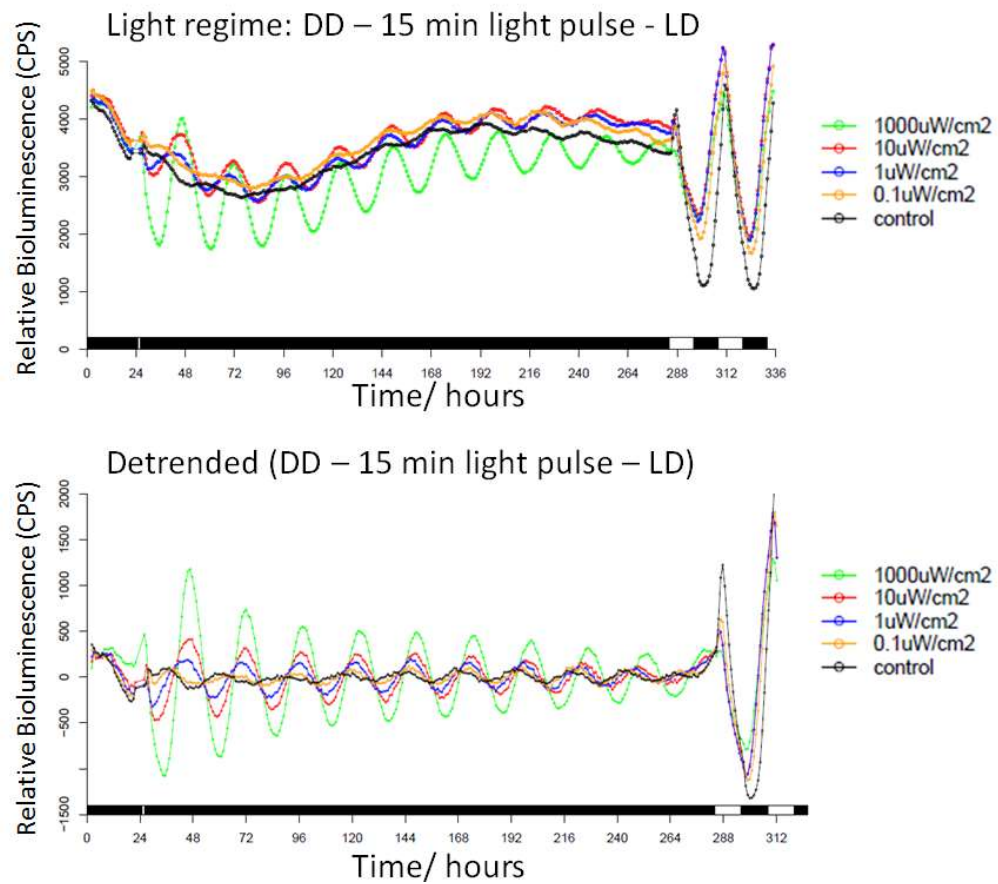 Light regime: DD – 15 min light pulse - LD
Relative Bioluminescence (CPS)
5000
4000
3000
2000
1000
0
0 24 48 72 96 120 144 168 192 216 240 264 288 312 336
Time/ hours
1000uW/cm2
10uW/cm2
1uW/cm2
0.1uW/cm2
control
Detrended (DD – 15 min light pulse – LD)
Relative Bioluminescence (CPS)
2000
1500
1000
500
0
-500
-1500
0 24 48 72 96 120 144 168 192 216 240 264 288 312
Time/ hours
1000uW/cm2
10uW/cm2
1uW/cm2
0.1uW/cm2
control